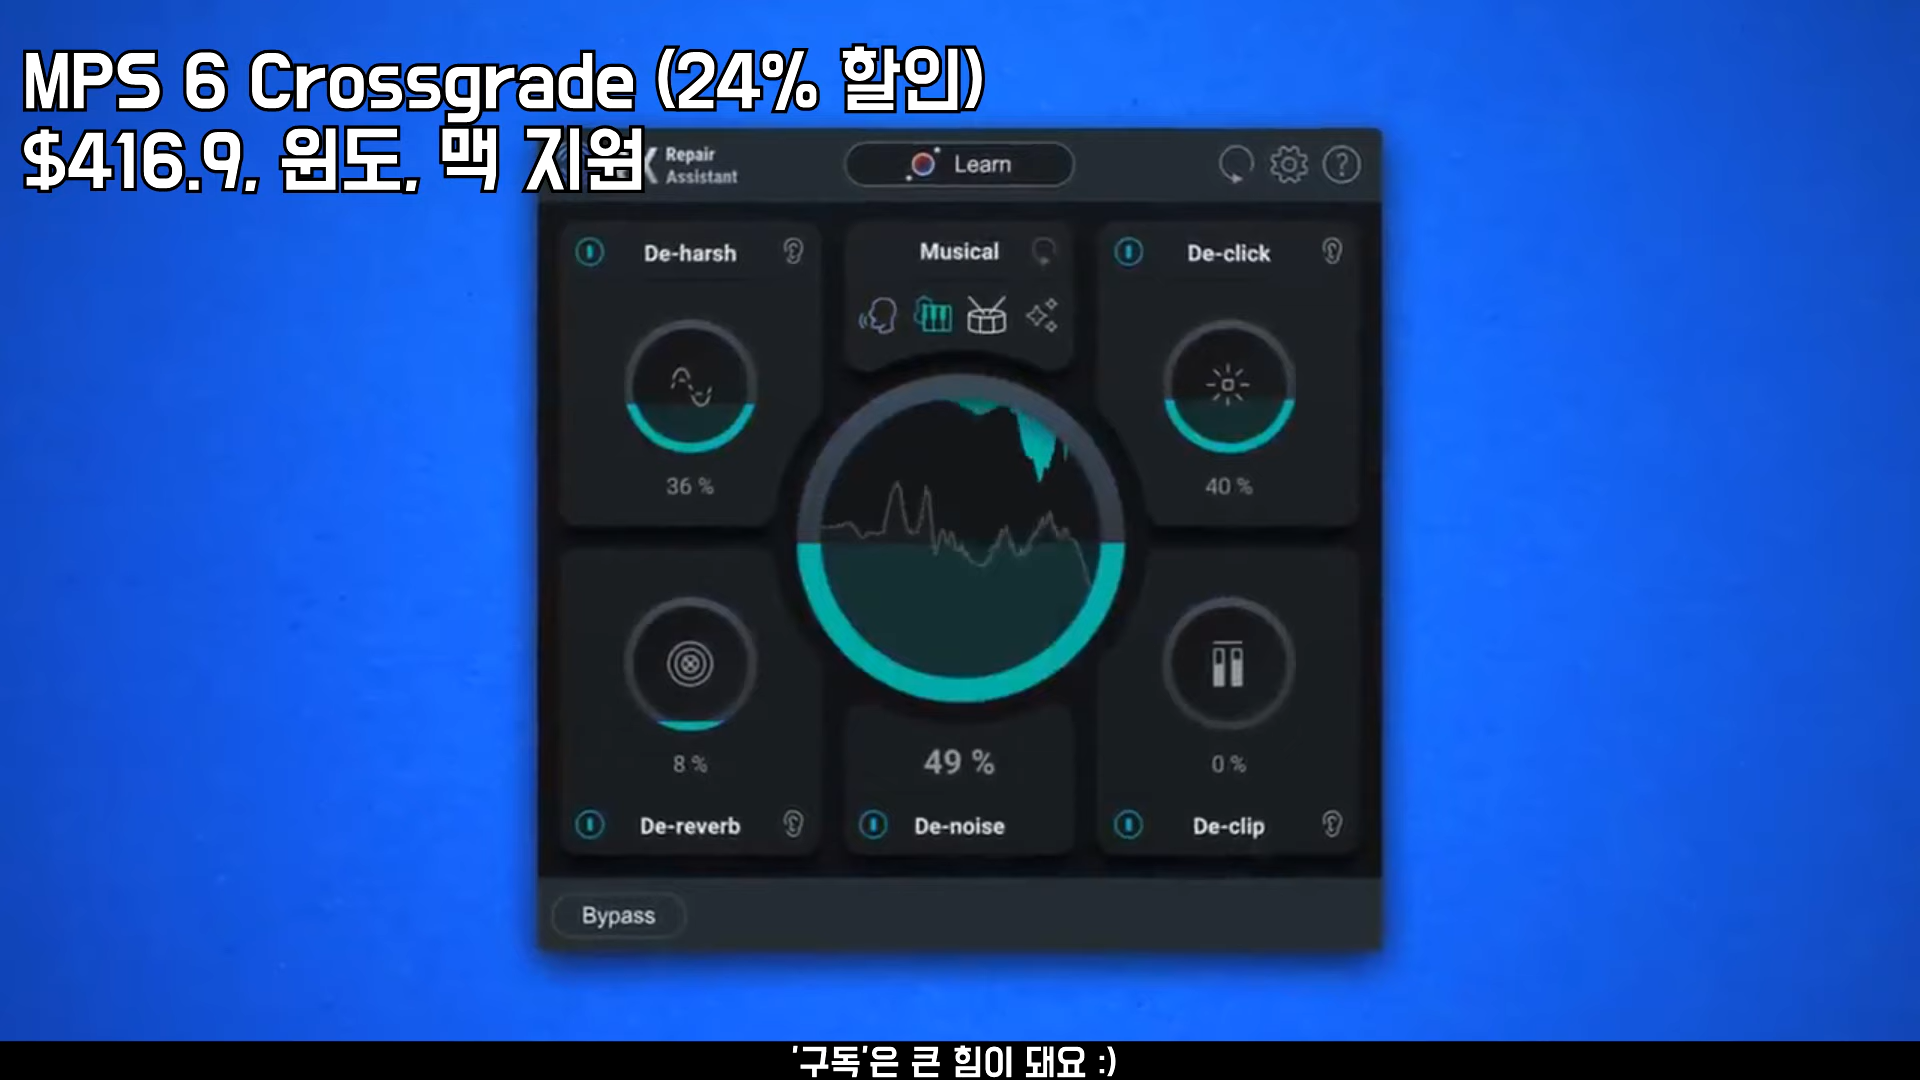 MPS 6 Crossgrade (24% 할인)
$416.9, 윈도, 맥 지원
Repair
Assistant
Learn
De-harsh
Musical
De-click
36 %
40 %
8 %
49 %
0 %
De-reverb
De-noise
De-clip
Bypass
'구독'은 큰 힘이 돼요 :)